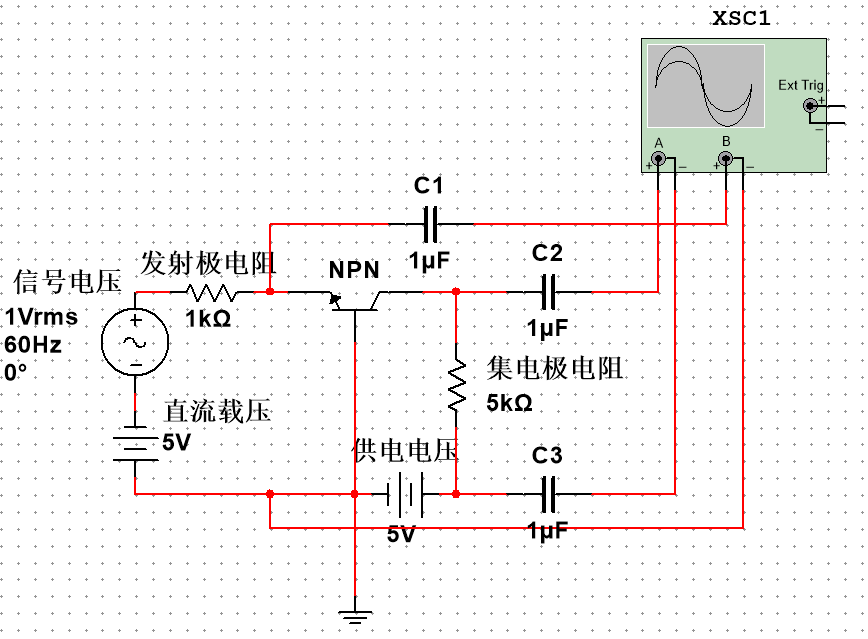 XSC1
Ext Trig
+
−
A
B
+
−
+
−
C1
1μF
发射极电阻
1kΩ
NPN
C2
1μF
信号电压
1Vrms
60Hz
0°
+
−
集电极电阻
5kΩ
直流载压
5V
供电电压
5V
C3
1μF